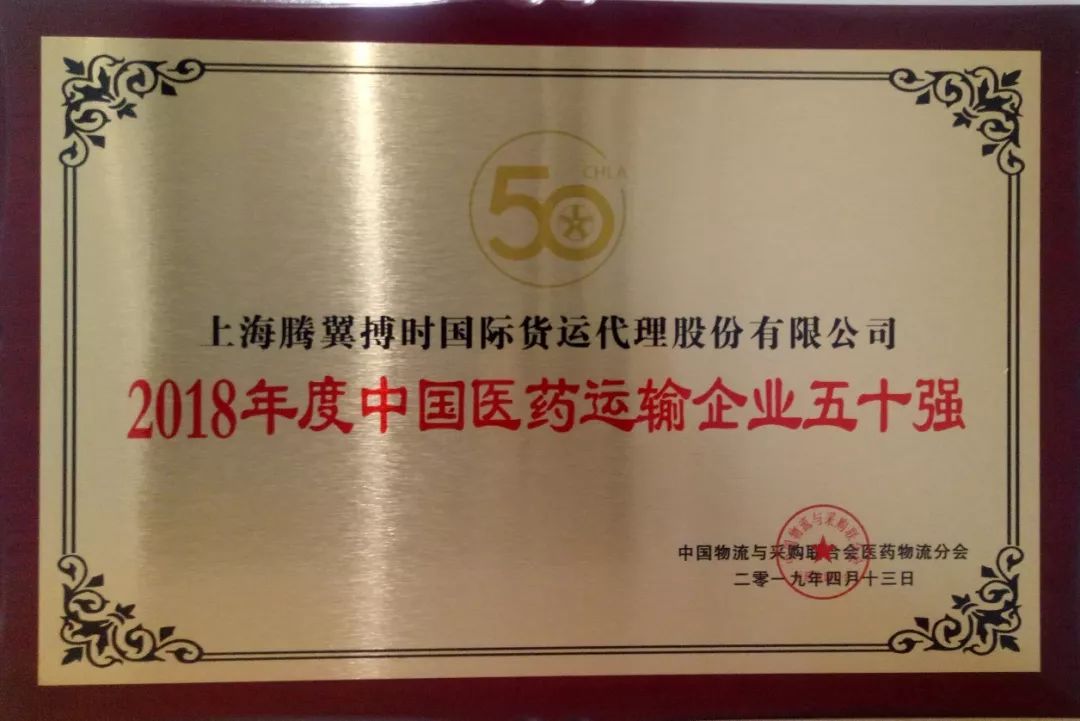 CHLA
50
上海腾翼搏时国际货运代理股份有限公司
2018年度中国医药运输企业五十强
中国物流与采购联合会医药物流分会
二零一九年四月十三日